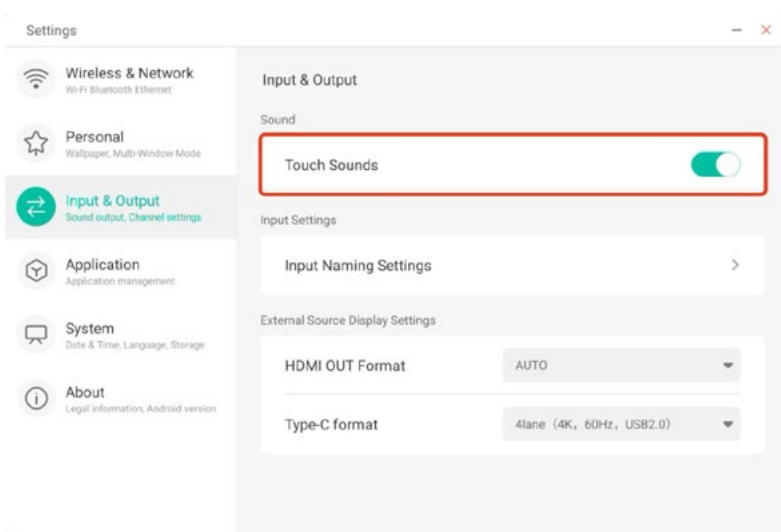 Settings
Wireless & Network
Wi-Fi Bluetooth Ethernet
Personal
Wallpaper, Multi-Window Mode
Input & Output
Sound output, Channel settings
Application
Application management
System
Date & Time, Language, Storage
About
Legal information, Android version
Input & Output
Sound
Touch Sounds
Input Settings
Input Naming Settings
External Source Display Settings
HDMI OUT Format
AUTO
Type-C format
4lane（4K, 60Hz, USB2.0）